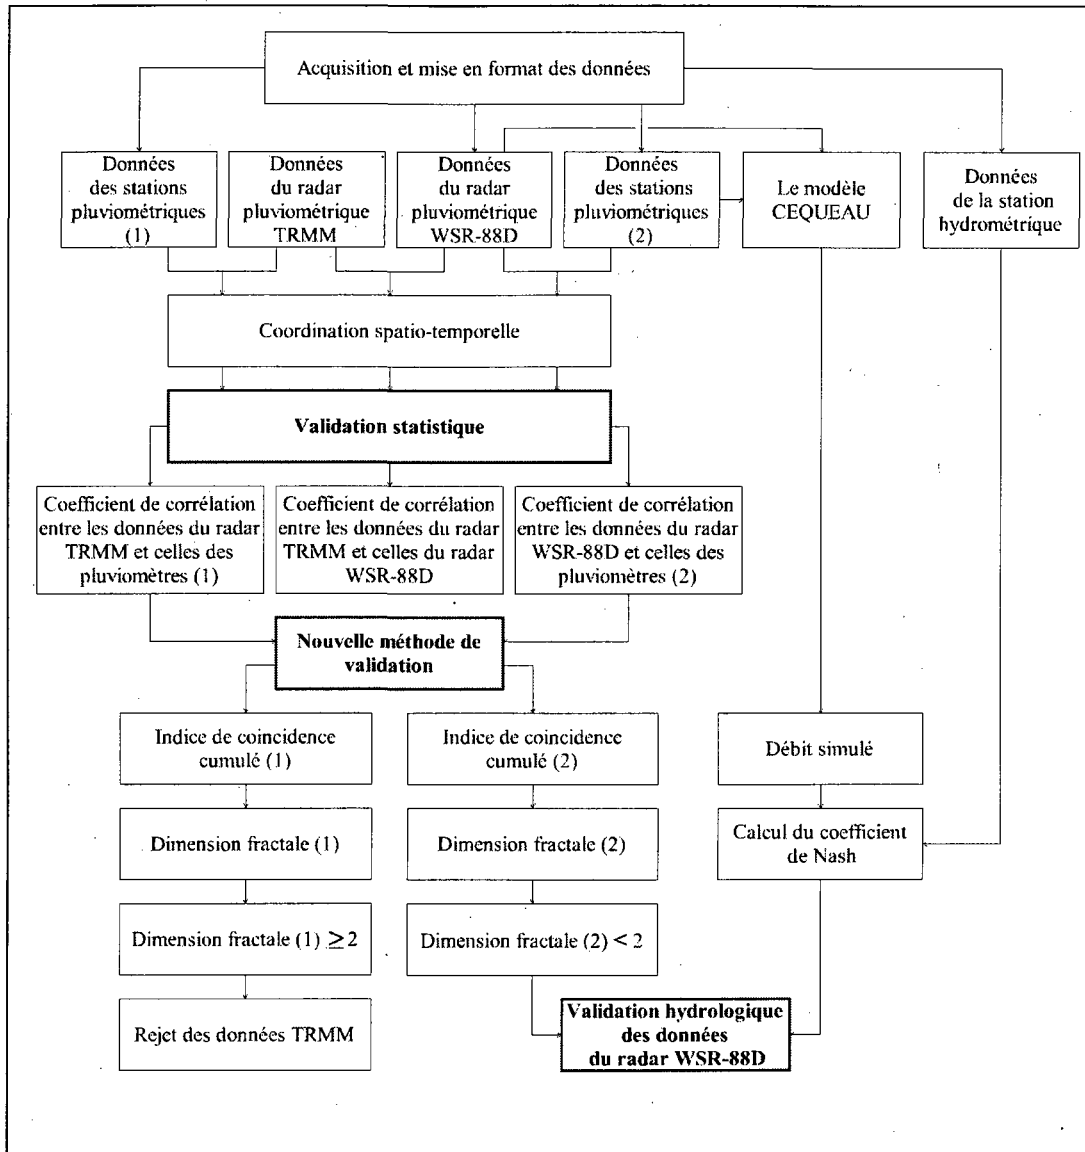 Acquisition et mise en format des données
Données
des stations
pluviométriques
(1)
Données
du radar
pluviométrique
TRMM
Données
du radar
pluviométrique
WSR-88D
Données
des stations
pluviométriques
(2)
Le modèle
CEQUEAU
Données
de la station
hydrométrique
Coordination spatio-temporelle
Validation statistique
Coefficient de corrélation
entre les données du radar
TRMM et celles des
pluviomètres (1)
Coefficient de corrélation
entre les données du radar
TRMM et celles du radar
WSR-88D
Coefficient de corrélation
entre les données du radar
WSR-88D et celles des
pluviomètres (2)
Nouvelle méthode de
validation
Indice de coincidence
cumulé (1)
Indice de coincidence
cumulé (2)
Débit simulé
Dimension fractale (1)
Dimension fractale (2)
Calcul du coefficient
de Nash
Dimension fractale (1) ≥ 2
Dimension fractale (2) < 2
Rejet des données TRMM
Validation hydrologique
des données
du radar WSR-88D